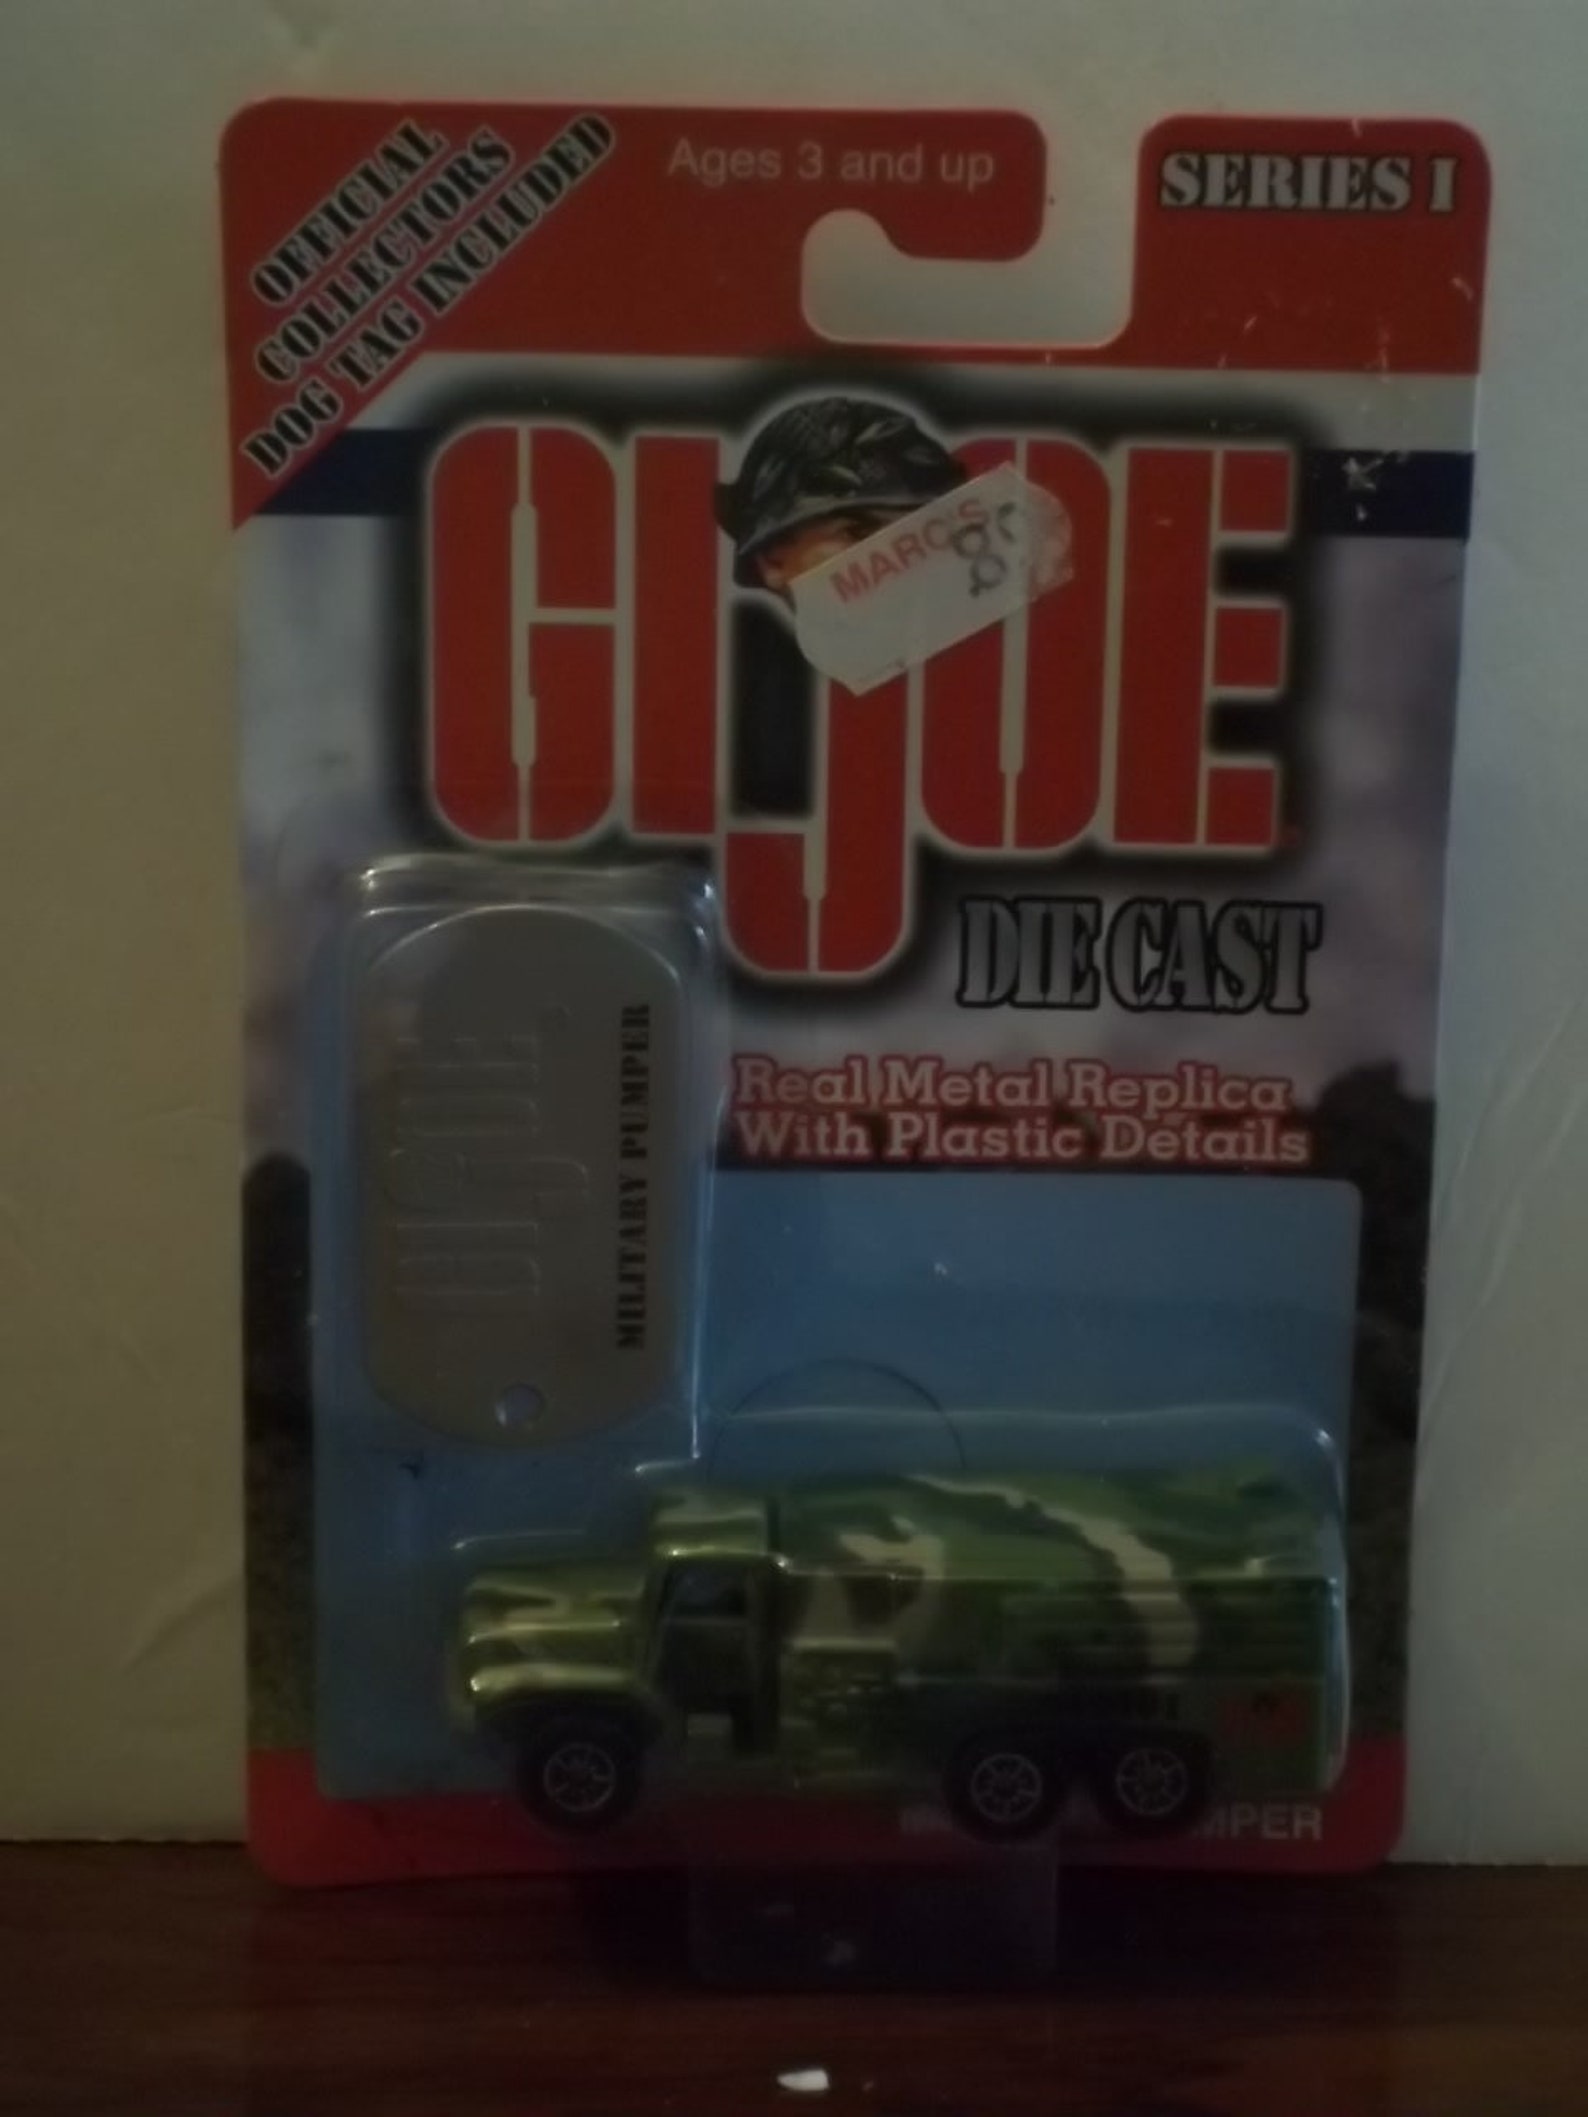 OFFICIAL
COLLECTORS
DOG TAG INCLUDED
Ages 3 and up
SERIES I
GI JOE
MARC'S
DIE CAST
Real Metal Replica
With Plastic Details
GI JOE
MILITARY PUMPER
MPER